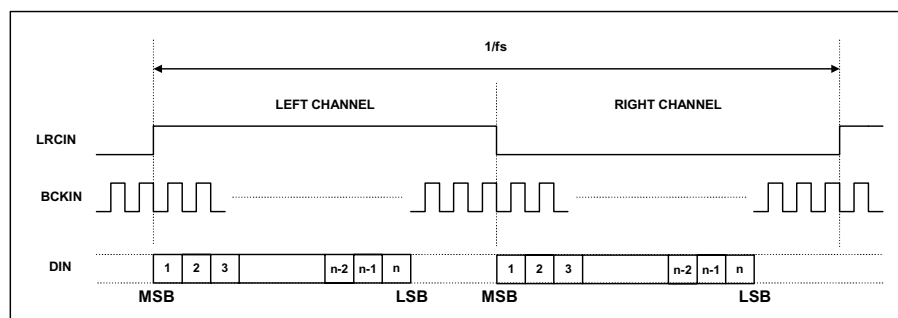 1/fs
LEFT CHANNEL RIGHT CHANNEL
LRCIN
BCKIN
DIN 1 2 3 n-2 n-1 n 1 2 3 n-2 n-1 n
MSB LSB MSB LSB